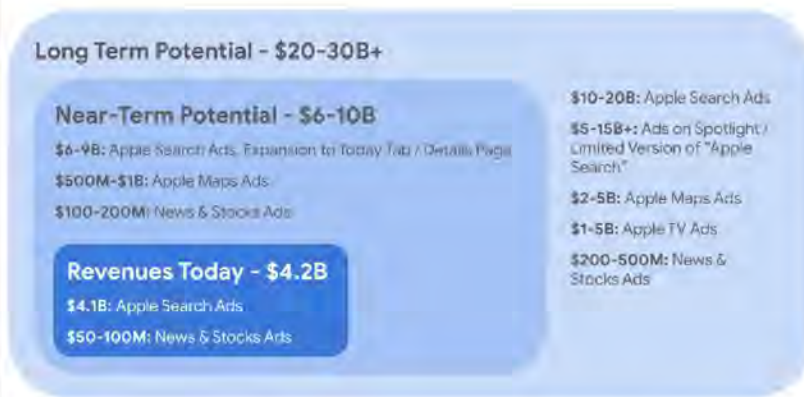 Long Term Potential - $20-30B+
Near-Term Potential - $6-10B
$6-9B: Apple Search Ads, Expansion to Today Tab / Details Page
$500M-$1B: Apple Maps Ads
$100-200M: News & Stocks Ads
Revenues Today - $4.2B
$4.1B: Apple Search Ads
$50-100M: News & Stocks Ads
$10-20B: Apple Search Ads
$5-15B+: Ads on Spotlight /
Limited Version of "Apple
Search"
$2-5B: Apple Maps Ads
$1-5B: Apple TV Ads
$200-500M: News &
Stocks Ads